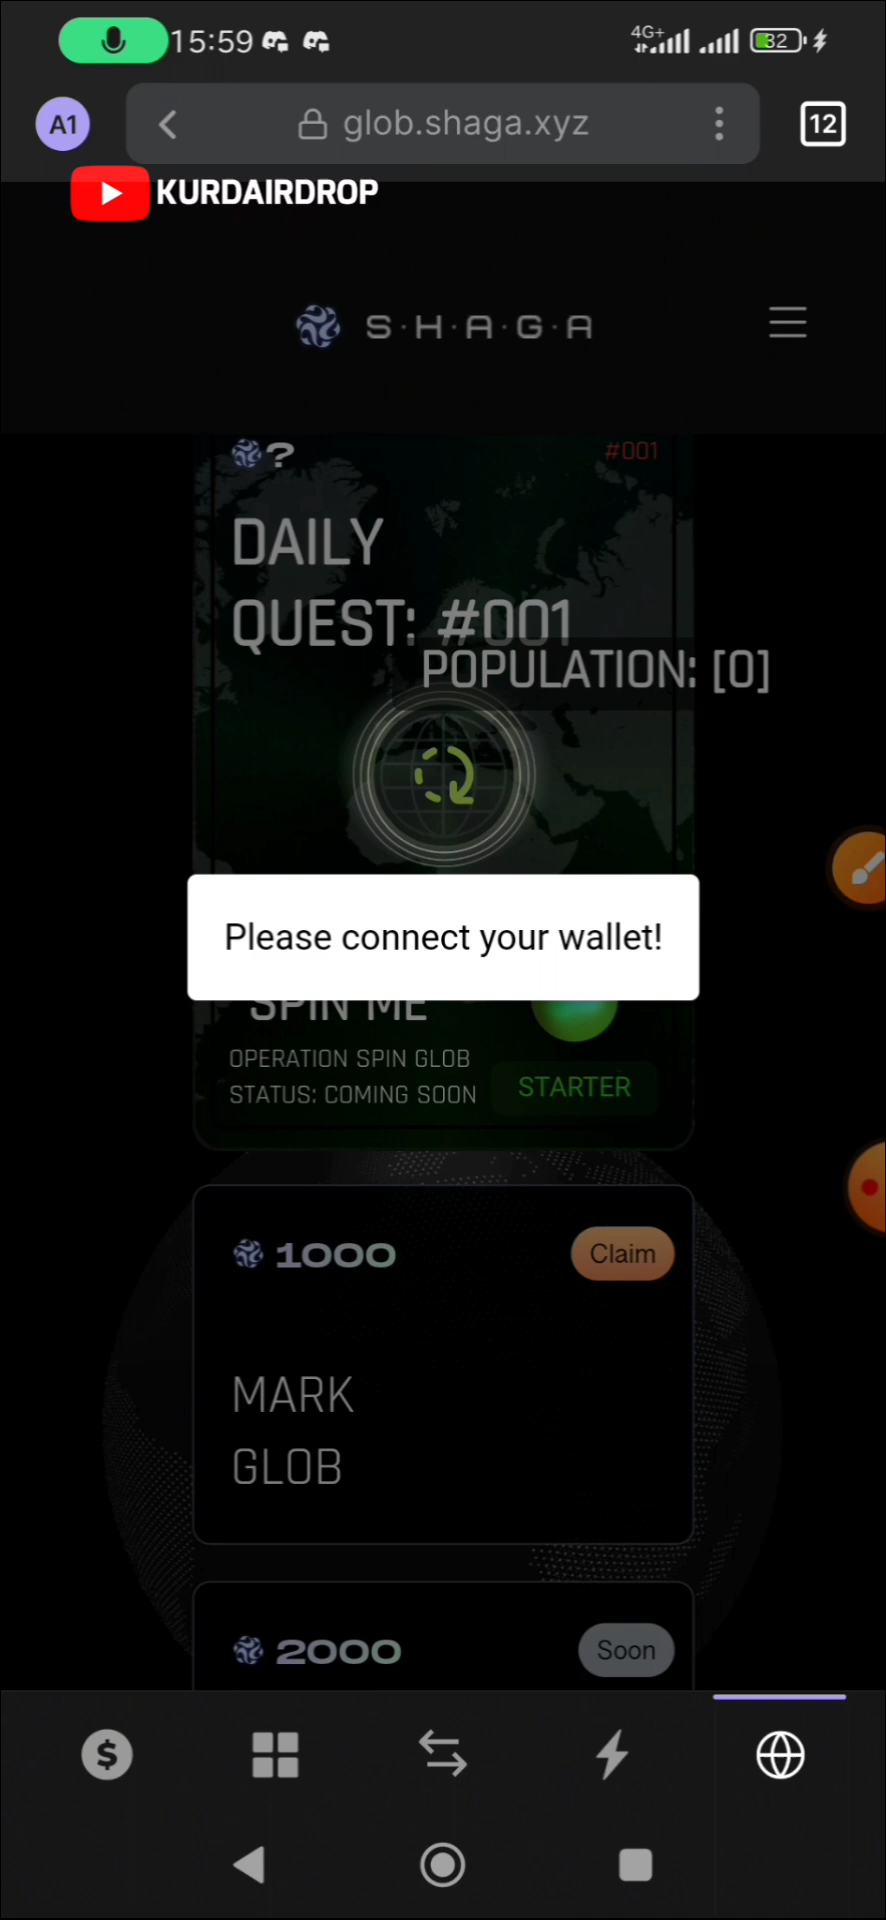 15:59
4G+
32
A1
glob.shaga.xyz
12
KURDAIRDROP
S·H·A·G·A
?
#001
DAILY
QUEST: #001
POPULATION: [0]
Please connect your wallet!
SPIN ME
OPERATION SPIN GLOB
STATUS: COMING SOON
STARTER
1000
Claim
MARK
GLOB
2000
Soon